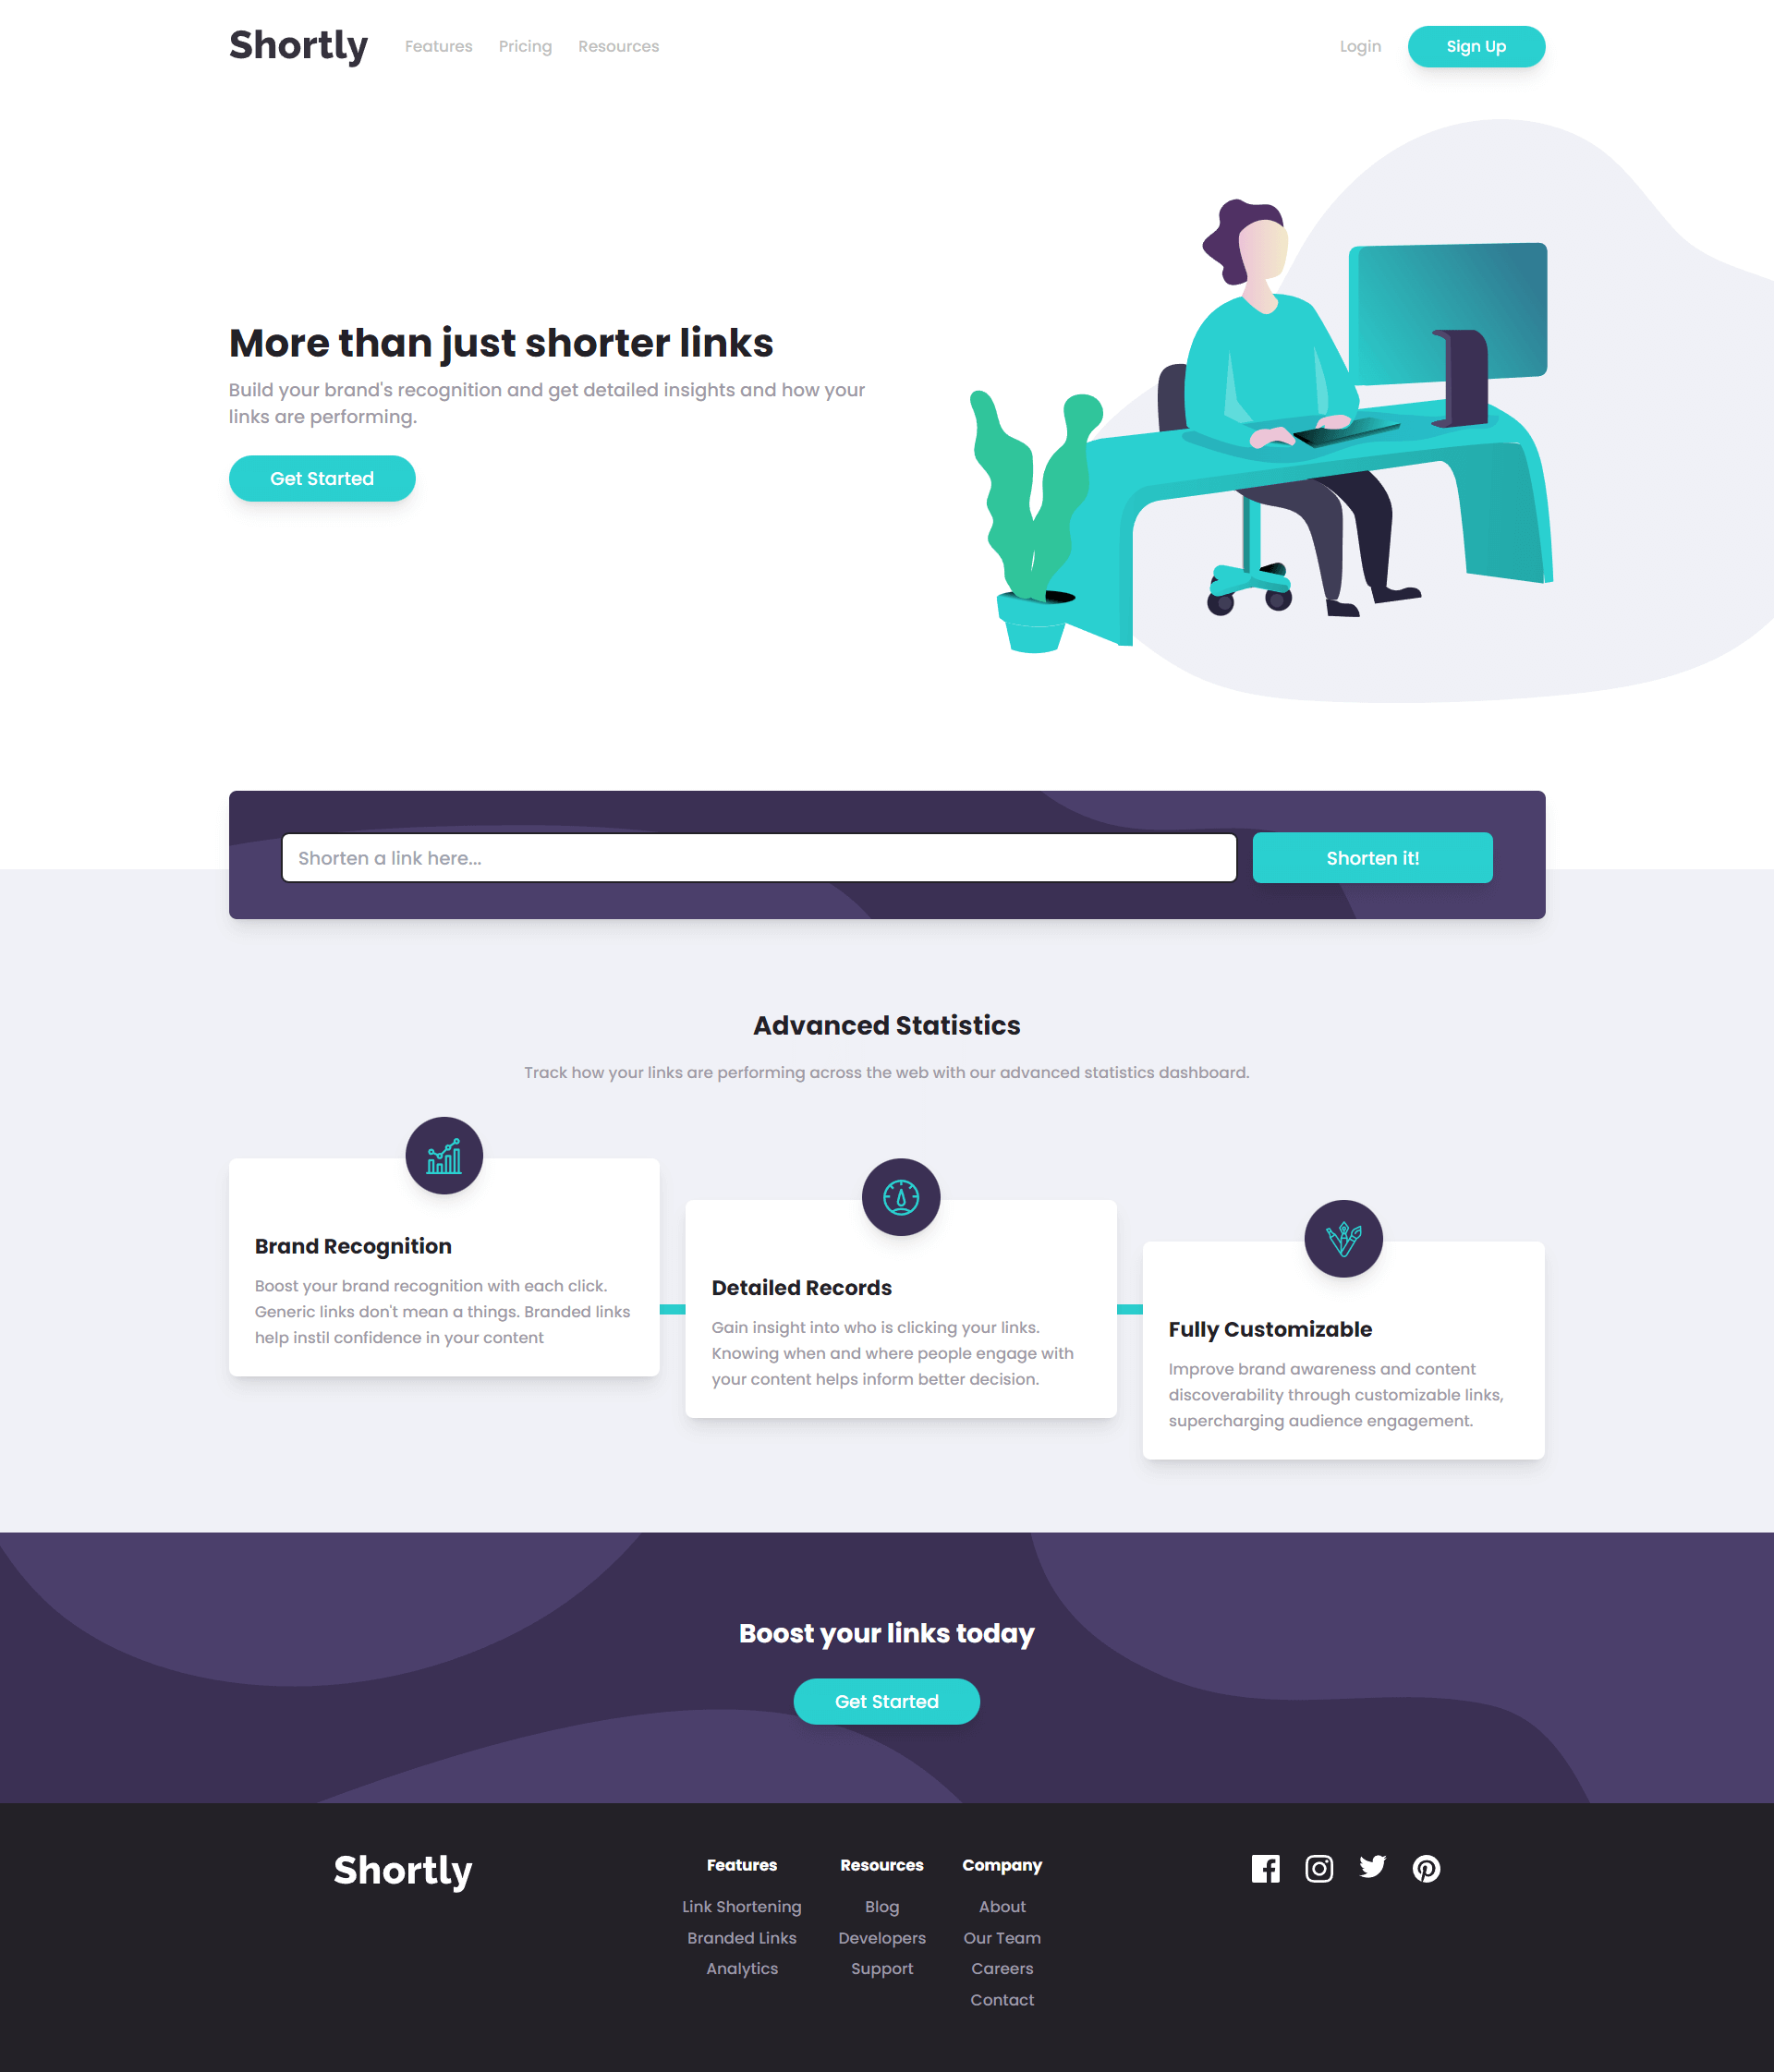 Shortly Features Pricing Resources Login Sign Up
More than just shorter links
Build your brand's recognition and get detailed insights and how your
links are performing.
Get Started
Shorten a link here... Shorten it!
Advanced Statistics
Track how your links are performing across the web with our advanced statistics dashboard.
Brand Recognition
Boost your brand recognition with each click.
Generic links don't mean a things. Branded links
help instil confidence in your content
Detailed Records
Gain insight into who is clicking your links.
Knowing when and where people engage with
your content helps inform better decision.
Fully Customizable
Improve brand awareness and content
discoverability through customizable links,
supercharging audience engagement.
Boost your links today
Get Started
Shortly
Features
Link Shortening
Branded Links
Analytics
Resources
Blog
Developers
Support
Company
About
Our Team
Careers
Contact